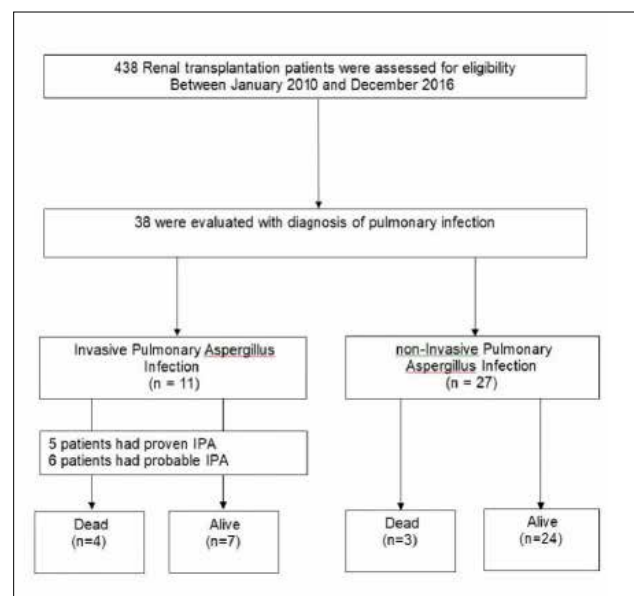 438 Renal transplantation patients were assessed for eligibility
Between January 2010 and December 2016
38 were evaluated with diagnosis of pulmonary infection
Invasive Pulmonary Aspergillus
Infection
(n = 11)
non-Invasive Pulmonary
Aspergillus Infection
(n = 27)
5 patients had proven IPA
6 patients had probable IPA
Dead
(n=4)
Alive
(n=7)
Dead
(n=3)
Alive
(n=24)